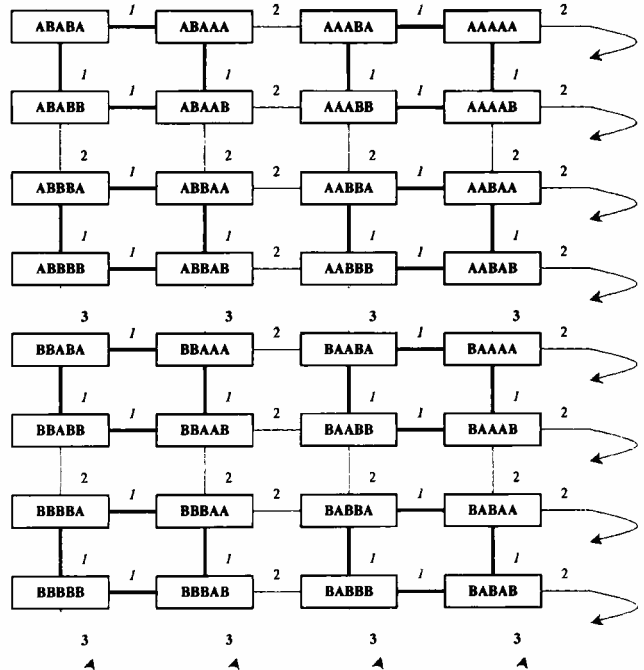 1 2 1 2
ABABA ABAAA AAABA AAAAA
1 1 1 1
1 2 1 2
ABABB ABAAB AAABB AAAAB
2 2 2 2
1 2 1 2
ABBBA ABBAA AABBA AABAA
1 1 1 1
1 2 1 2
ABBBB ABBAB AABBB AABAB
3 3 3 3
1 2 1 2
BBABA BBAAA BAABA BAAAA
1 1 1 1
1 2 1 2
BBABB BBAAB BAABB BAAAB
2 2 2 2
1 2 1 2
BBBBA BBBAA BABBA BABAA
1 1 1 1
1 2 1 2
BBBBB BBBAB BABBB BABAB
3 3 3 3